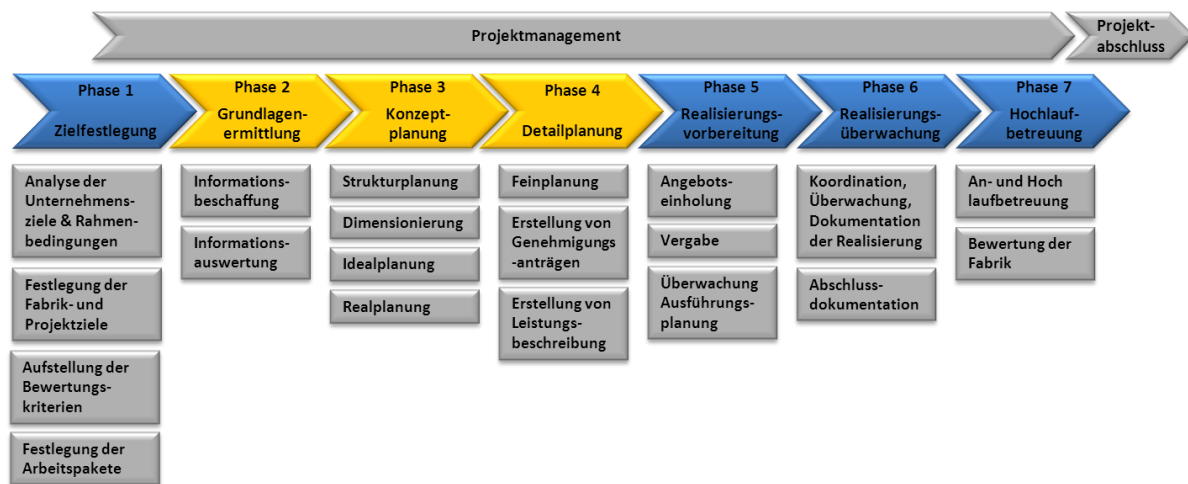 Projektmanagement
Projekt-
abschluss
Phase 1
Zielfestlegung
Phase 2
Grundlagen-
ermittlung
Phase 3
Konzept-
planung
Phase 4
Detailplanung
Phase 5
Realisierungs-
vorbereitung
Phase 6
Realisierungs-
überwachung
Phase 7
Hochlauf-
betreuung
Analyse der
Unternehmens-
ziele & Rahmen-
bedingungen
Festlegung der
Fabrik- und
Projektziele
Aufstellung der
Bewertungs-
kriterien
Festlegung der
Arbeitspakete
Informations-
beschaffung
Informations-
auswertung
Strukturplanung
Dimensionierung
Idealplanung
Realplanung
Feinplanung
Erstellung von
Genehmigungs
-anträgen
Erstellung von
Leistungs-
beschreibung
Angebots-
einholung
Vergabe
Überwachung
Ausführungs-
planung
Koordination,
Überwachung,
Dokumentation
der Realisierung
Abschluss-
dokumentation
An- und Hoch
laufbetreuung
Bewertung der
Fabrik